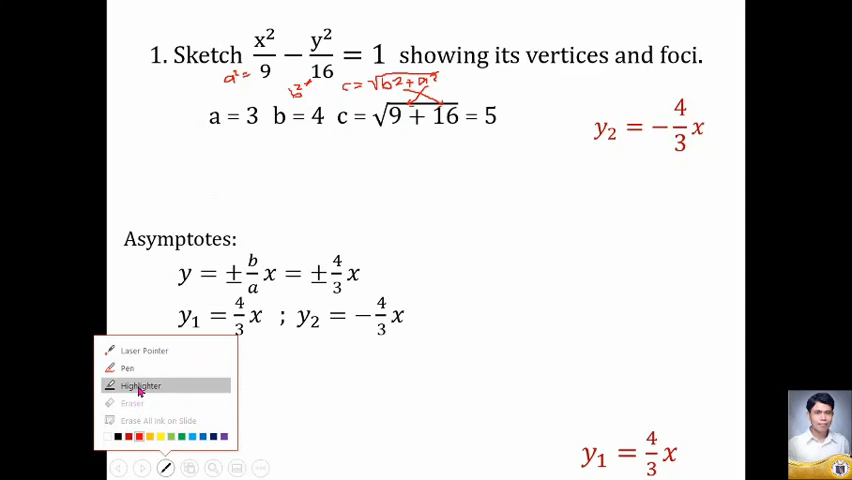 1. Sketch x²/9 − y²/16 = 1 showing its vertices and foci.
a² = b² = c = √b² + a²
a = 3 b = 4 c = √9 + 16 = 5
y₂ = −4/3 x
Asymptotes:
y = ± b/a x = ± 4/3 x
y₁ = 4/3 x ; y₂ = −4/3 x
Laser Pointer
Pen
Highlighter
Eraser
Erase All Ink on Slide
y₁ = 4/3 x